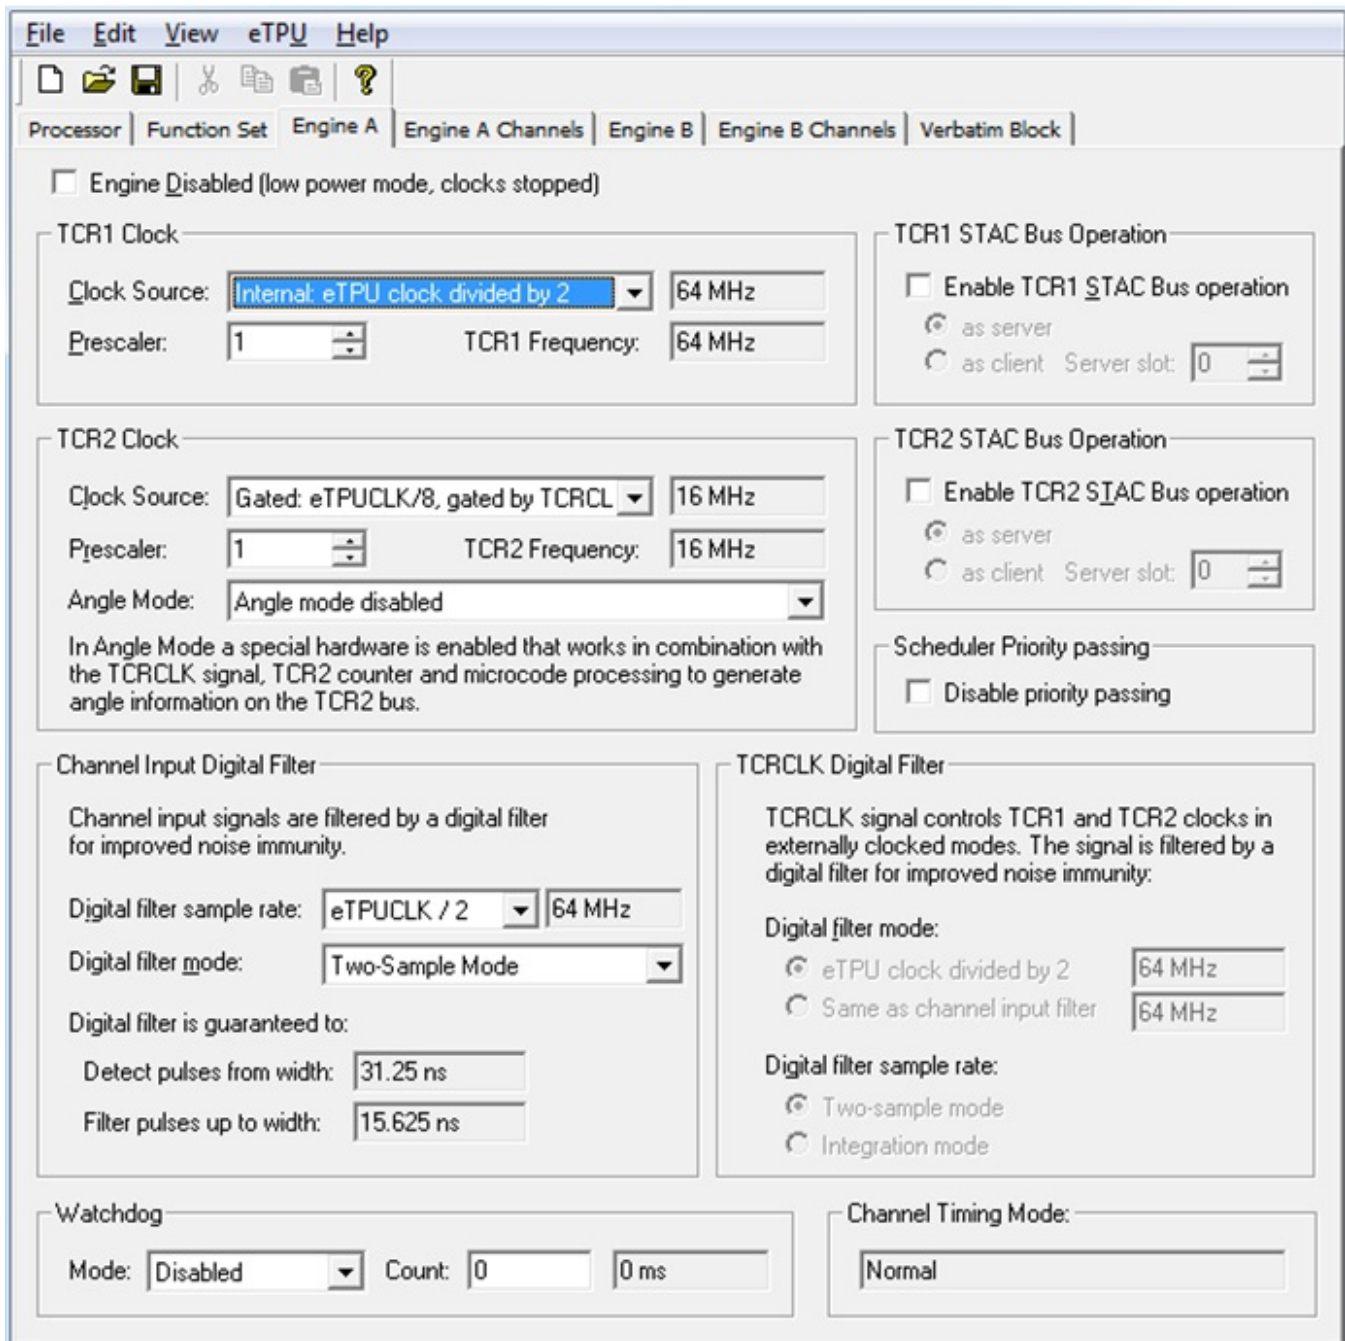 File Edit View eTPU Help
Processor Function Set Engine A Engine A Channels Engine B Engine B Channels Verbatim Block
Engine Disabled (low power mode, clocks stopped)
TCR1 Clock
Clock Source: Internal: eTPU clock divided by 2 64 MHz
Prescaler: 1 TCR1 Frequency: 64 MHz
TCR1 STAC Bus Operation
Enable TCR1 STAC Bus operation
as server
as client Server slot: 0
TCR2 Clock
Clock Source: Gated: eTPUCLK/8, gated by TCRCL 16 MHz
Prescaler: 1 TCR2 Frequency: 16 MHz
Angle Mode: Angle mode disabled
In Angle Mode a special hardware is enabled that works in combination with
the TCRCLK signal, TCR2 counter and microcode processing to generate
angle information on the TCR2 bus.
TCR2 STAC Bus Operation
Enable TCR2 STAC Bus operation
as server
as client Server slot: 0
Scheduler Priority passing
Disable priority passing
Channel Input Digital Filter
Channel input signals are filtered by a digital filter
for improved noise immunity.
Digital filter sample rate: eTPUCLK / 2 64 MHz
Digital filter mode: Two-Sample Mode
Digital filter is guaranteed to:
Detect pulses from width: 31.25 ns
Filter pulses up to width: 15.625 ns
TCRCLK Digital Filter
TCRCLK signal controls TCR1 and TCR2 clocks in
externally clocked modes. The signal is filtered by a
digital filter for improved noise immunity:
Digital filter mode:
eTPU clock divided by 2 64 MHz
Same as channel input filter 64 MHz
Digital filter sample rate:
Two-sample mode
Integration mode
Watchdog
Mode: Disabled Count: 0 0 ms
Channel Timing Mode:
Normal